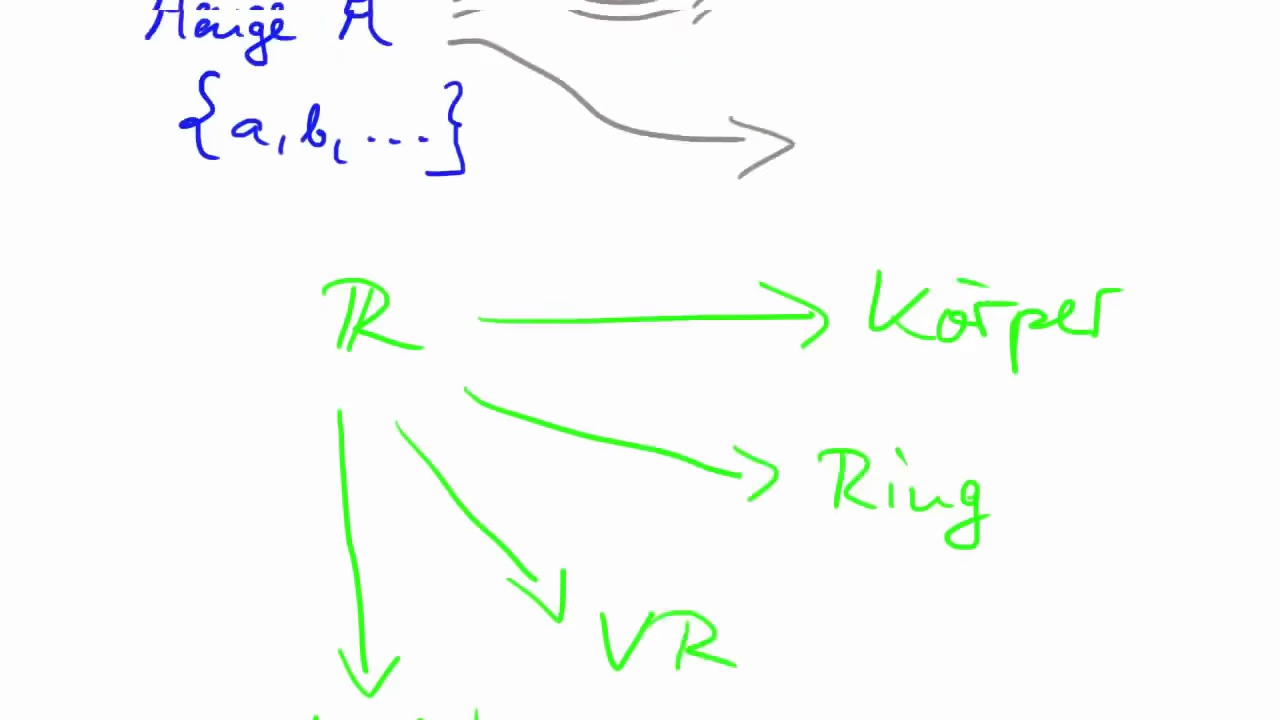 Menge M
{a, b, ...}
ℝ Körper
Ring
VR